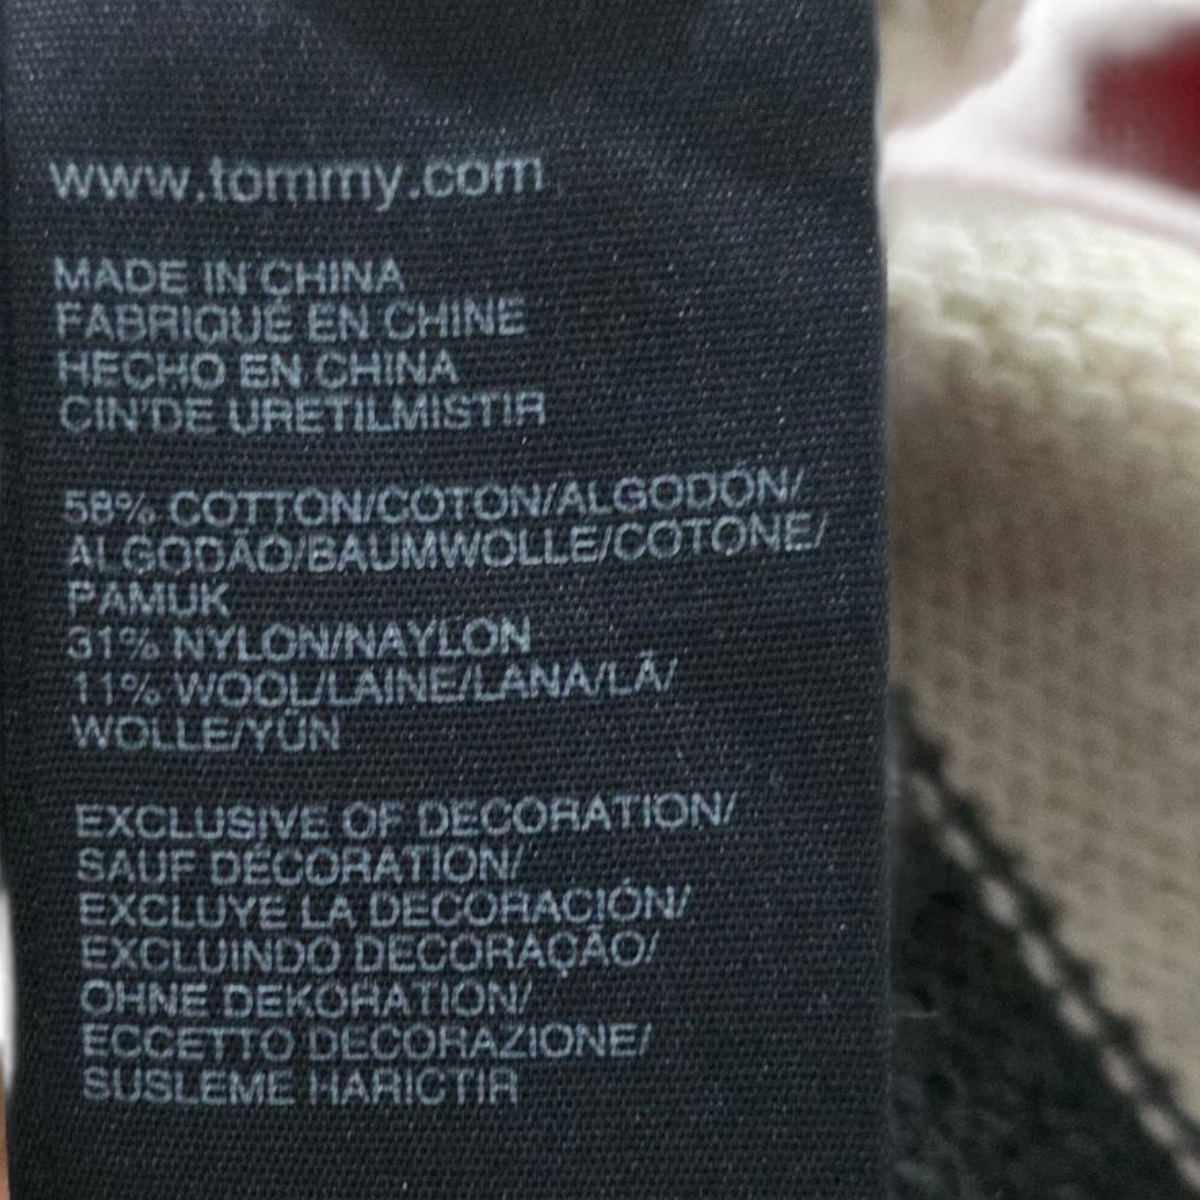 www.tommy.com
MADE IN CHINA
FABRIQUÉ EN CHINE
HECHO EN CHINA
CIN'DE URETILMISTIR
58% COTTON/COTON/ALGODÓN/
ALGODÃO/BAUMWOLLE/COTONE/
PAMUK
31% NYLON/NAYLON
11% WOOL/LAINE/LANA/LÃ/
WOLLE/YÜN
EXCLUSIVE OF DECORATION/
SAUF DÉCORATION/
EXCLUYE LA DECORACIÓN/
EXCLUINDO DECORAÇÃO/
OHNE DEKORATION/
ECCETTO DECORAZIONE/
SUSLEME HARICTIR